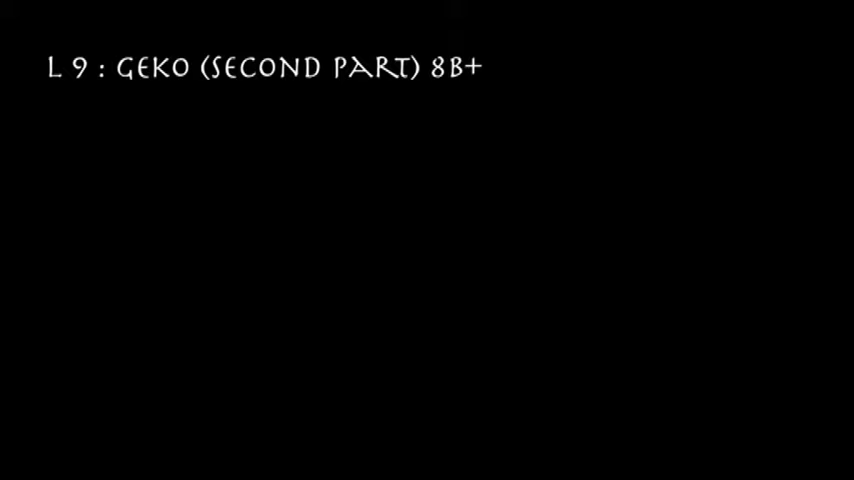 L 9 : GEKO (SECOND PART) 8B+